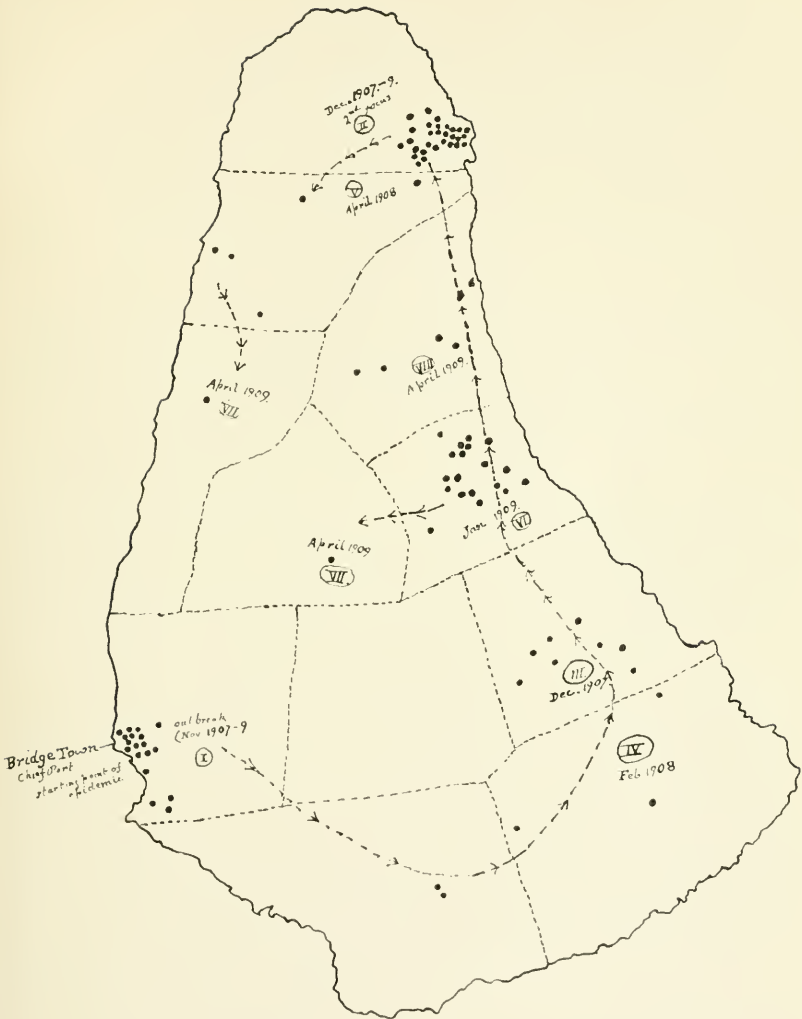 Dec. 1907.-9.
2nd focus
II
V
April 1908
VIII
April 1909.
April 1909.
VII
Jan 1909.
VI
April 1909
VII
III
Dec. 1907
outbreak
(Nov 1907-9
I
Bridge Town
Chief Port
starting point of
epidemic.
IV
Feb 1908